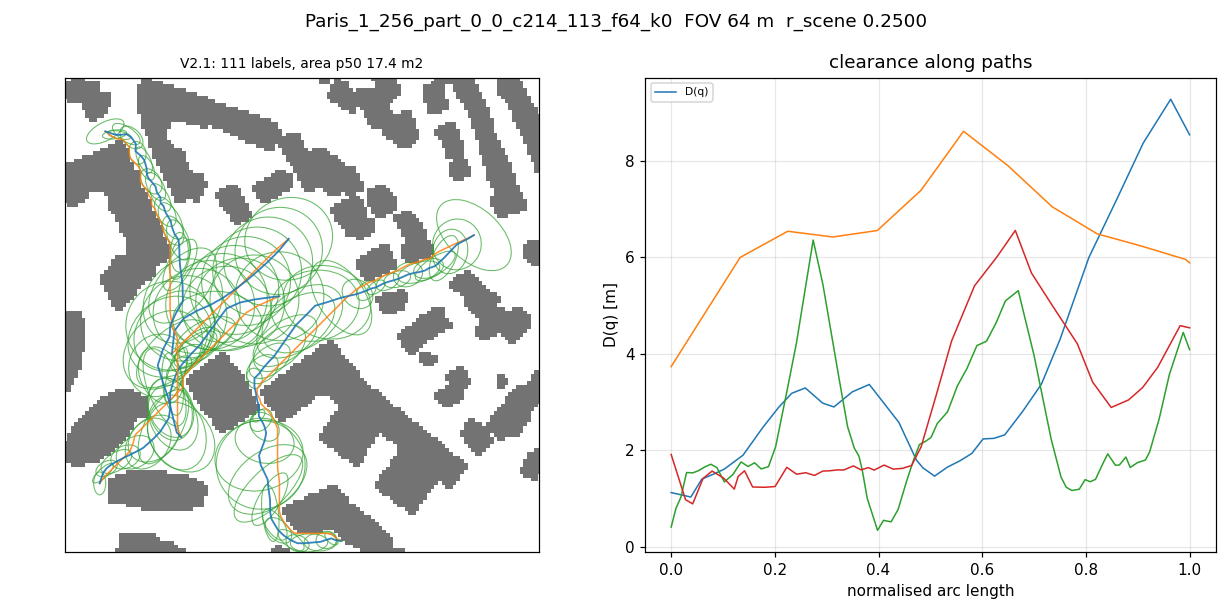 Paris_1_256_part_0_0_c214_113_f64_k0  FOV 64 m  r_scene 0.2500
V2.1: 111 labels, area p50 17.4 m2
clearance along paths
D(q)
D(q) [m]
8
6
4
2
0
0.0 0.2 0.4 0.6 0.8 1.0
normalised arc length